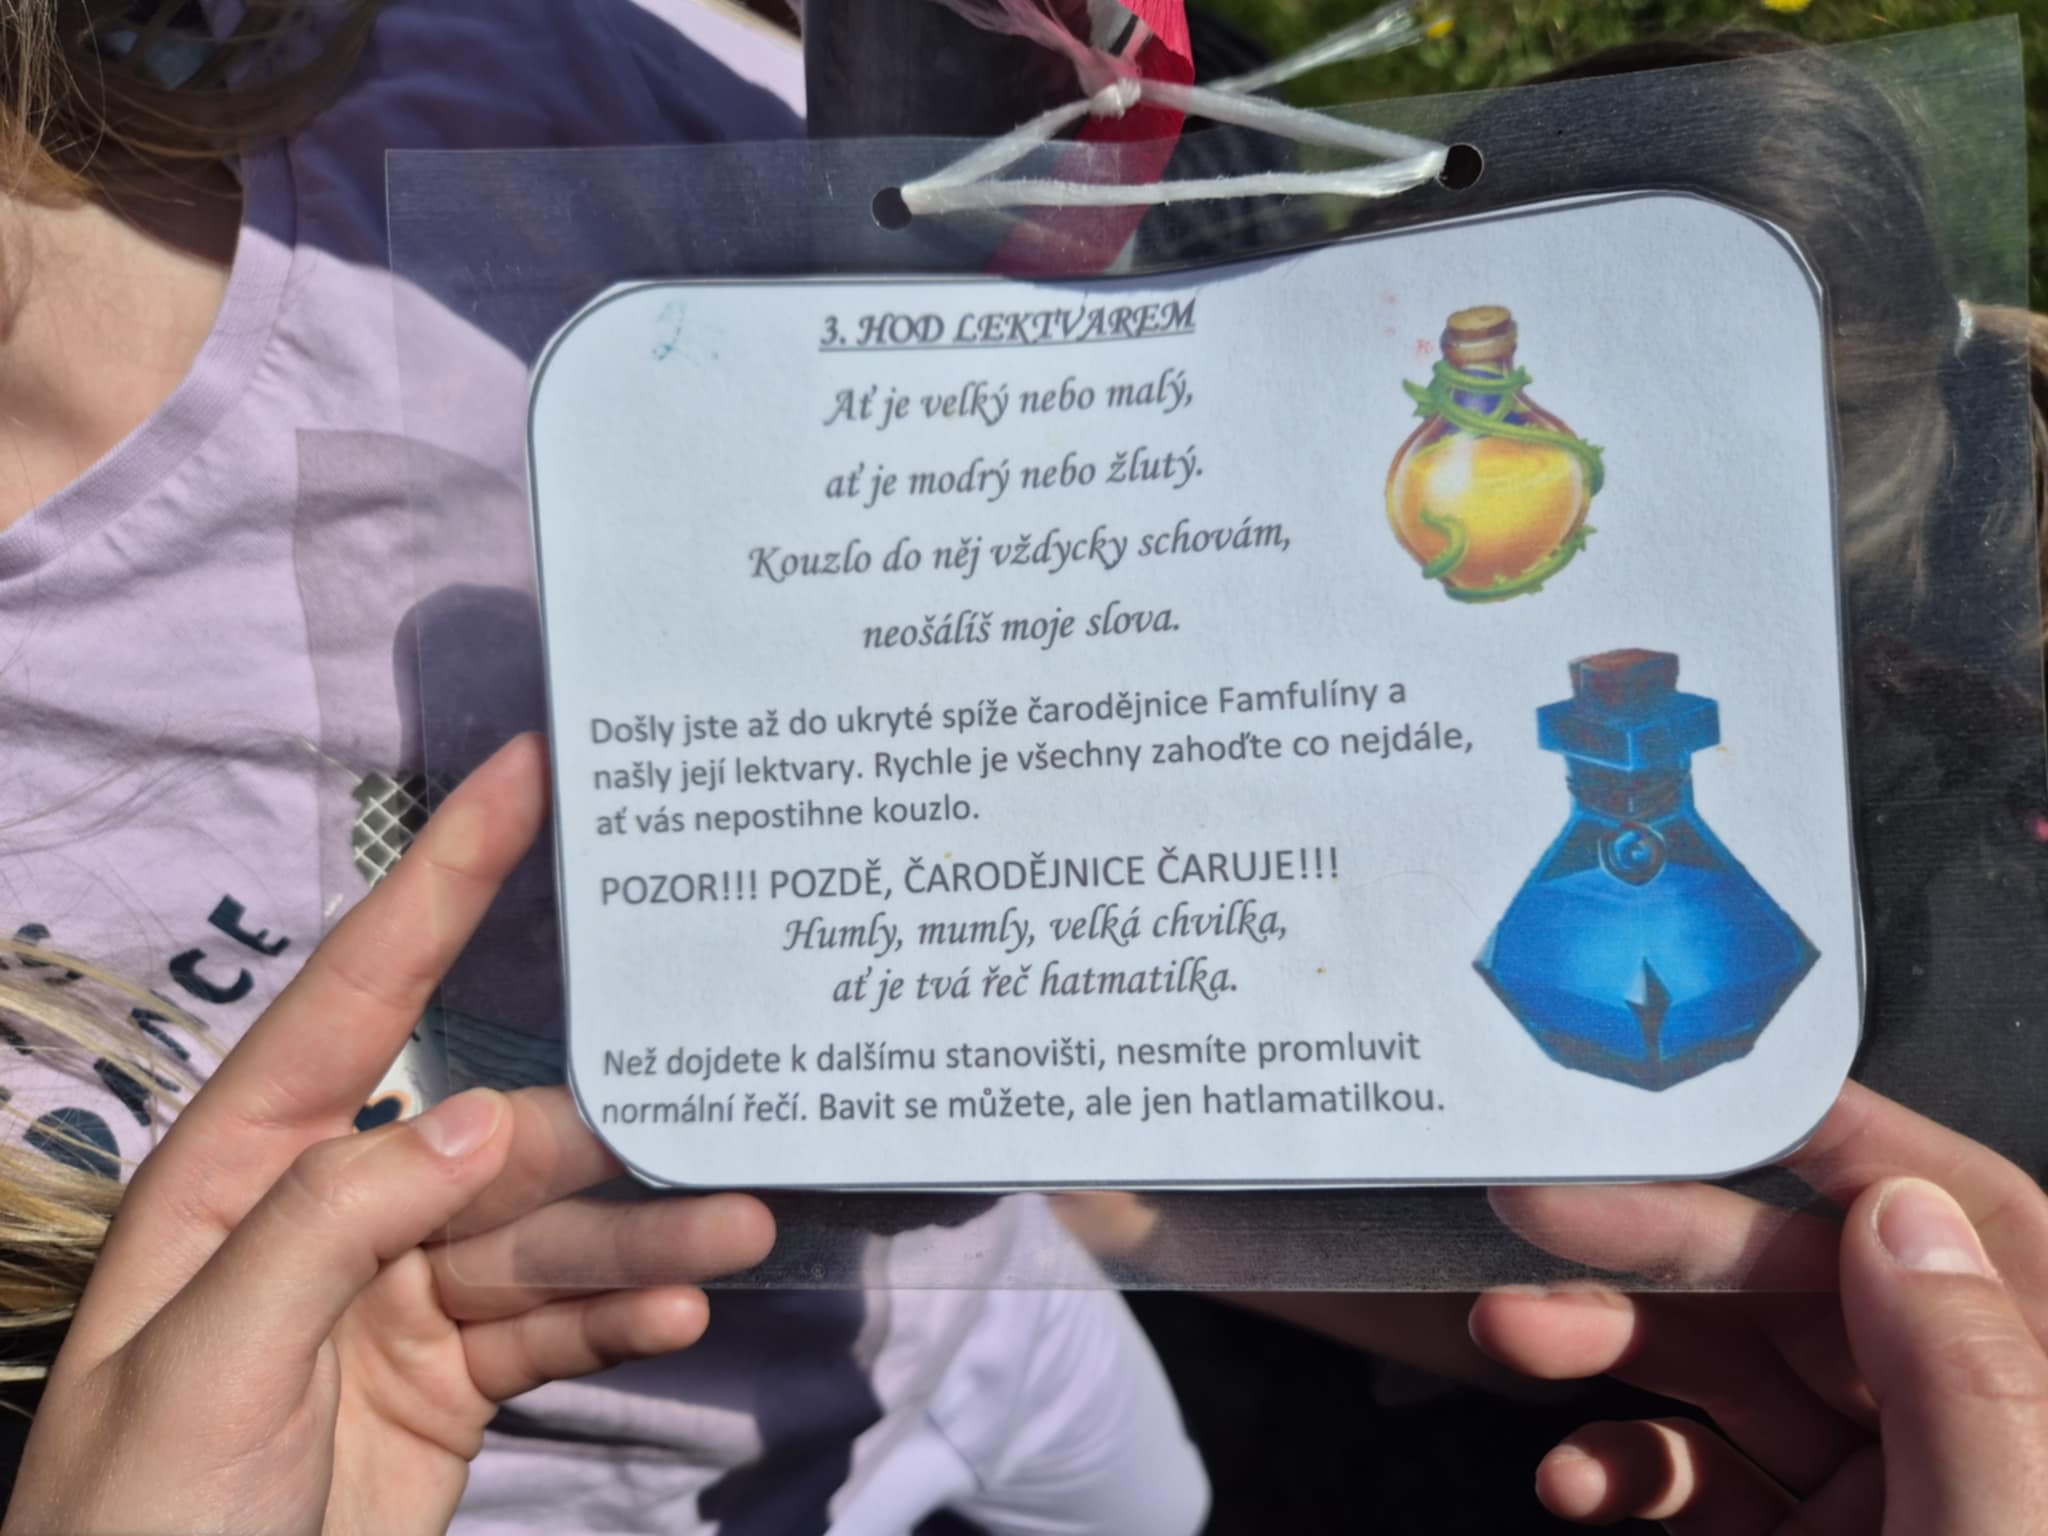 2.
3. HOD LEKTVAREM
Ať je velký nebo malý,
ať je modrý nebo žlutý.
Kouzlo do něj vždycky schovám,
neošálíš moje slova.
Došly jste až do ukryté spíže čarodějnice Famfulíny a
našly její lektvary. Rychle je všechny zahoďte co nejdále,
ať vás nepostihne kouzlo.
POZOR!!! POZDĚ, ČARODĚJNICE ČARUJE!!!
Humly, mumly, velká chvilka,
ať je tvá řeč hatmatilka.
Než dojdete k dalšímu stanovišti, nesmíte promluvit
normální řečí. Bavit se můžete, ale jen hatlamatilkou.
DANCE